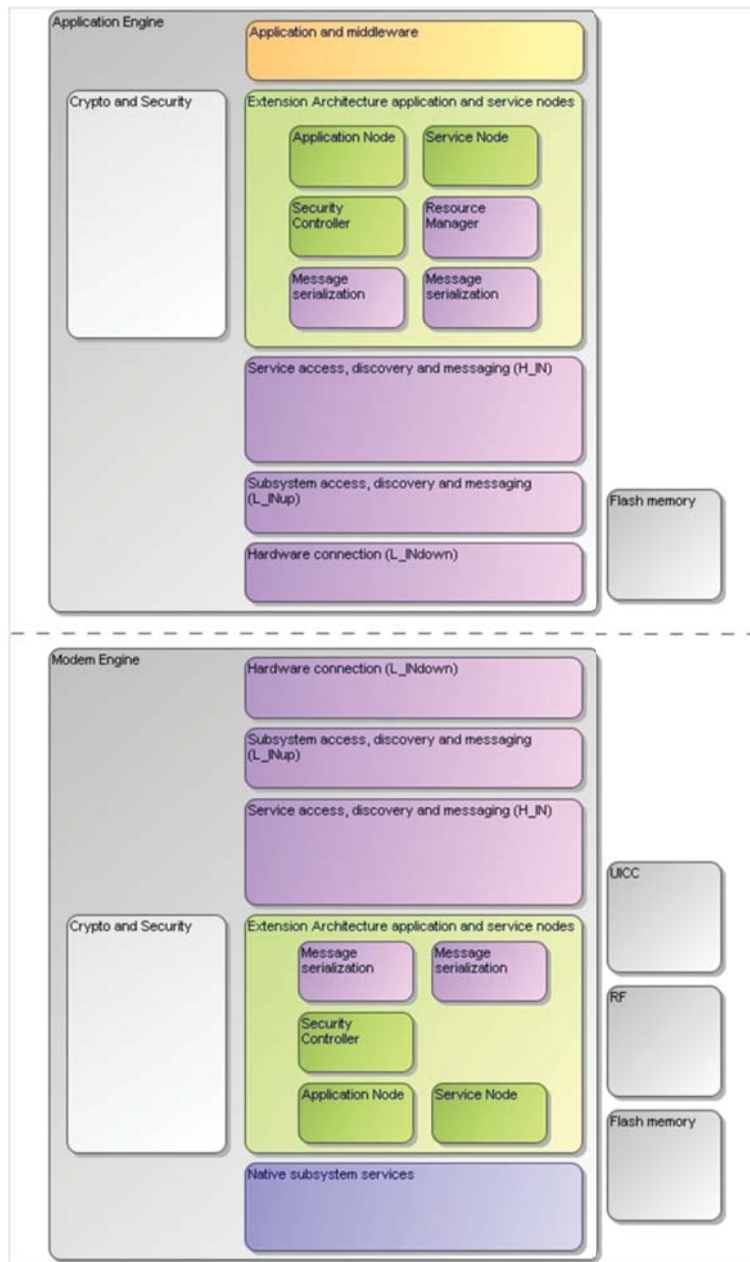 Application Engine
Application and middleware
Crypto and Security
Extension Architecture application and service nodes
Application Node
Service Node
Security
Controller
Resource
Manager
Message
serialization
Message
serialization
Service access, discovery and messaging (H_IN)
Subsystem access, discovery and messaging
(L_INup)
Flash memory
Hardware connection (L_INdown)
Modem Engine
Hardware connection (L_INdown)
Subsystem access, discovery and messaging
(L_INup)
Service access, discovery and messaging (H_IN)
UICC
Crypto and Security
Extension Architecture application and service nodes
Message
serialization
Message
serialization
RF
Security
Controller
Application Node
Service Node
Flash memory
Native subsystem services